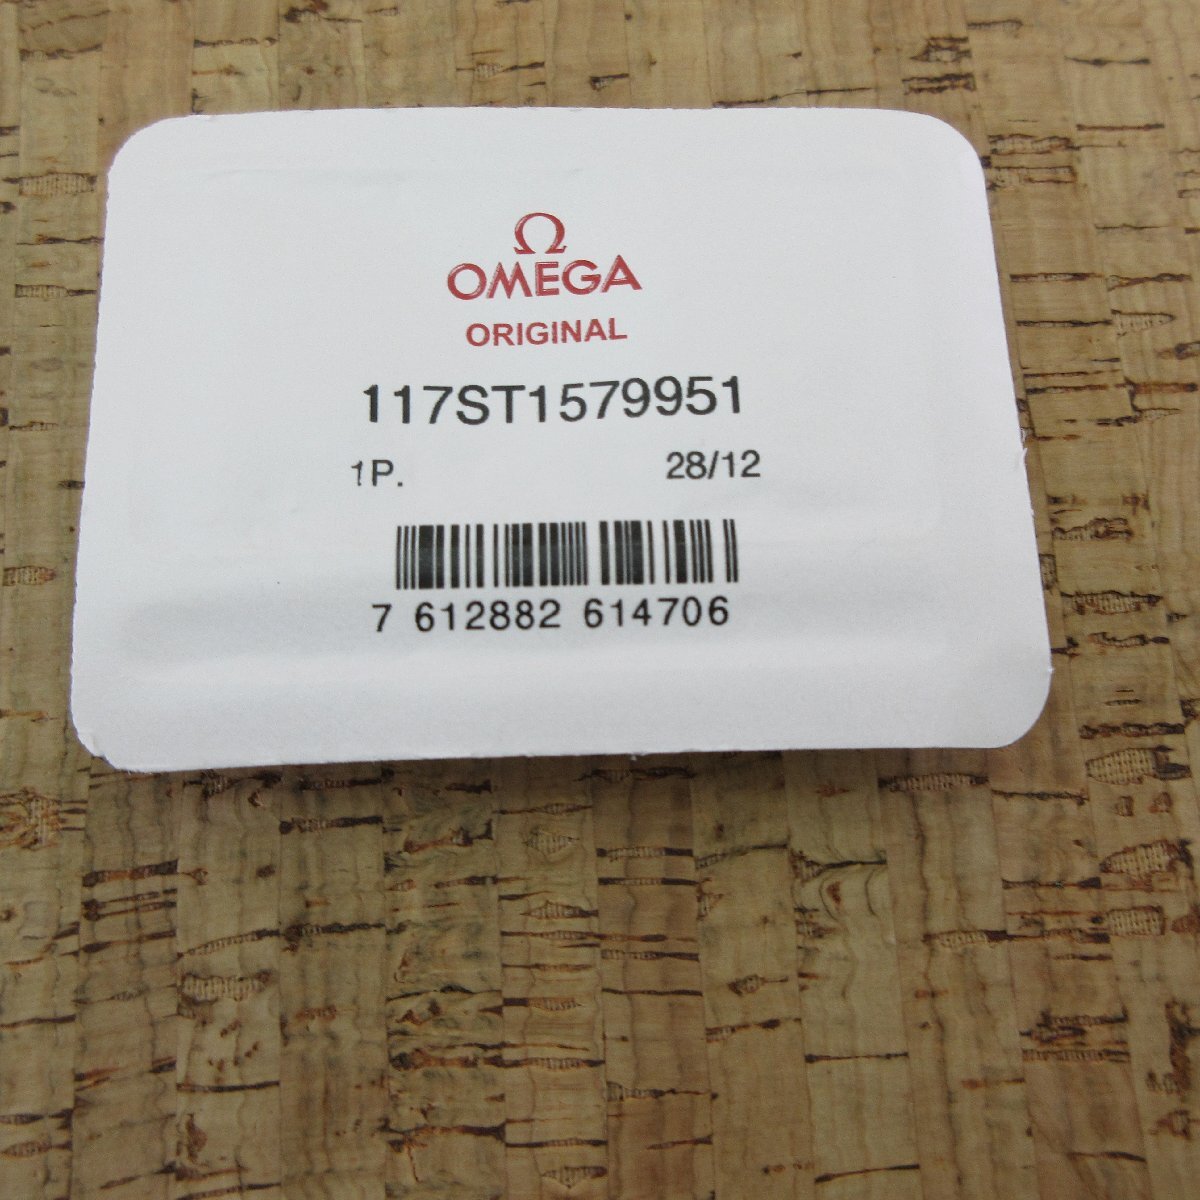 Ω
OMEGA
ORIGINAL
117ST1579951
1P. 28/12
7 612882 614706